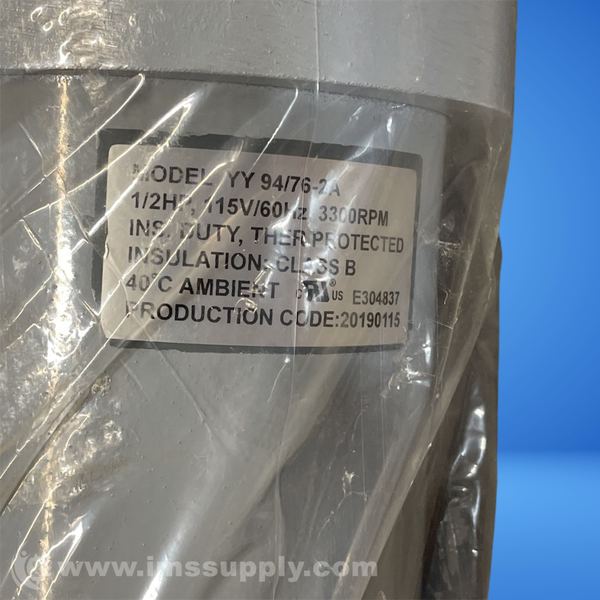 MODEL YY 94/76-2A
1/2HP, 115V/60Hz, 3300RPM
INS. DUTY, THER.PROTECTED
INSULATION: CLASS B
40°C AMBIENT c RU ® US E304837
PRODUCTION CODE:20190115
www.imssupply.com